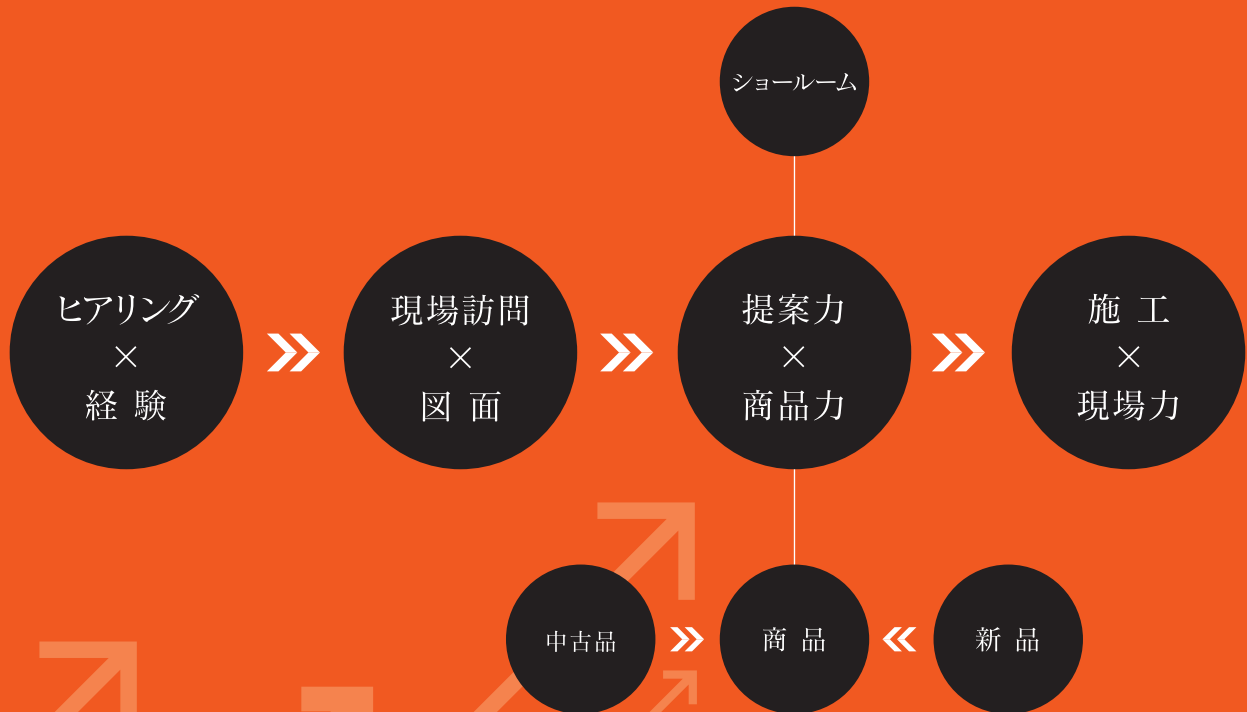 ショールーム
ヒアリング
×
経 験
現場訪問
×
図 面
提案力
×
商品力
施 工
×
現場力
中古品
商 品
新 品